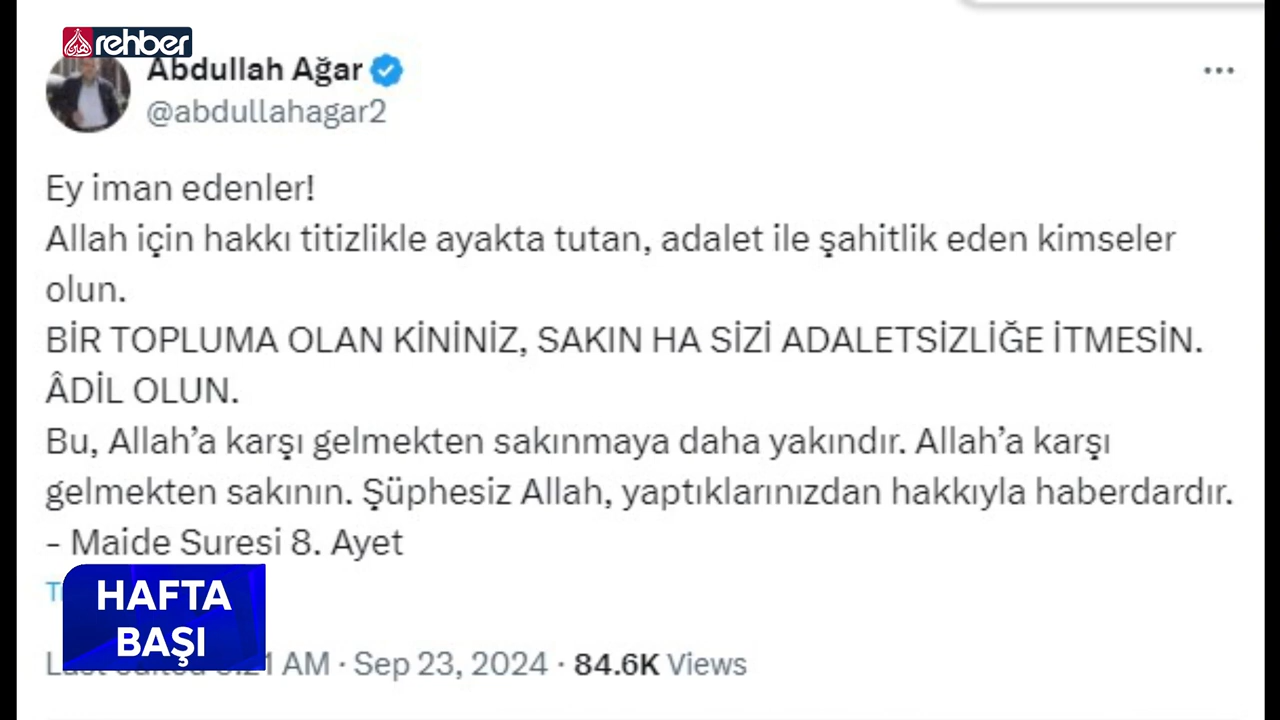 rehber
Abdullah Ağar
@abdullahagar2
Ey iman edenler!
Allah için hakkı titizlikle ayakta tutan, adalet ile şahitlik eden kimseler
olun.
BİR TOPLUMA OLAN KİNİNİZ, SAKIN HA SİZİ ADALETSİZLİĞE İTMESİN.
ÂDİL OLUN.
Bu, Allah’a karşı gelmekten sakınmaya daha yakındır. Allah’a karşı
gelmekten sakının. Şüphesiz Allah, yaptıklarınızdan hakkıyla haberdardır.
- Maide Suresi 8. Ayet
HAFTA
BAŞI
Last edited AM · Sep 23, 2024 · 84.6K Views